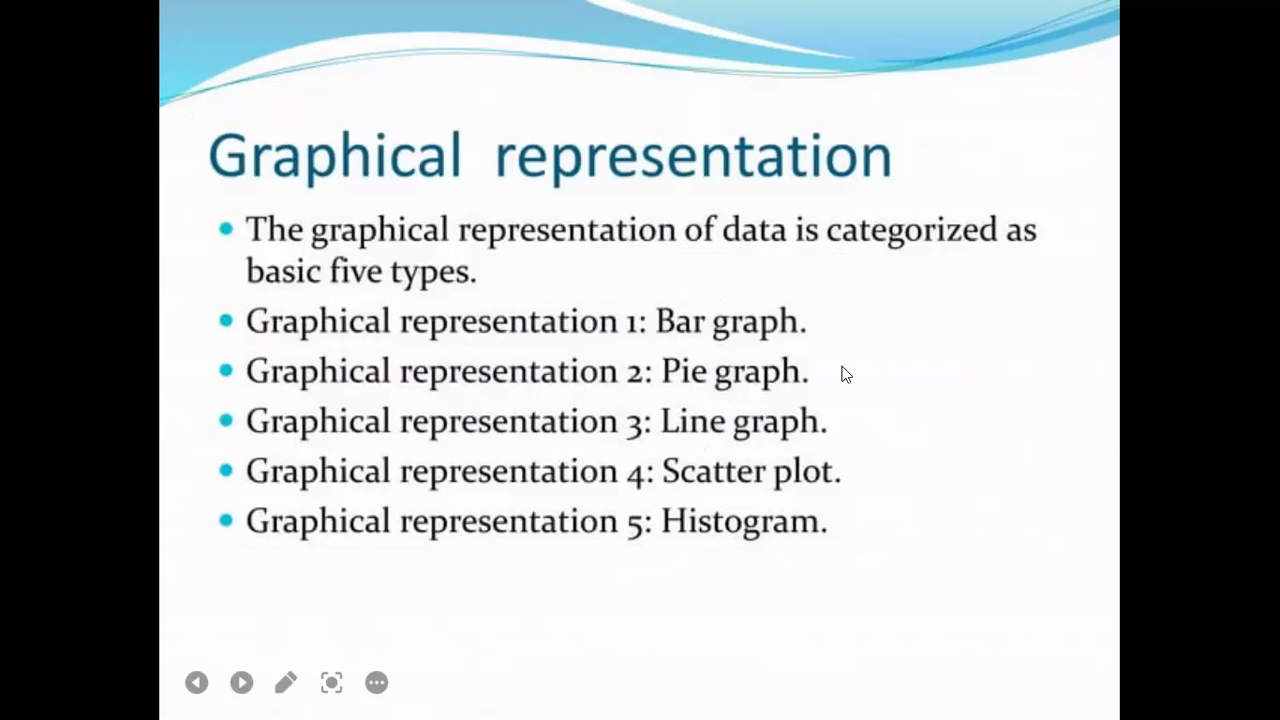 Graphical representation
The graphical representation of data is categorized as
basic five types.
Graphical representation 1: Bar graph.
Graphical representation 2: Pie graph.
Graphical representation 3: Line graph.
Graphical representation 4: Scatter plot.
Graphical representation 5: Histogram.